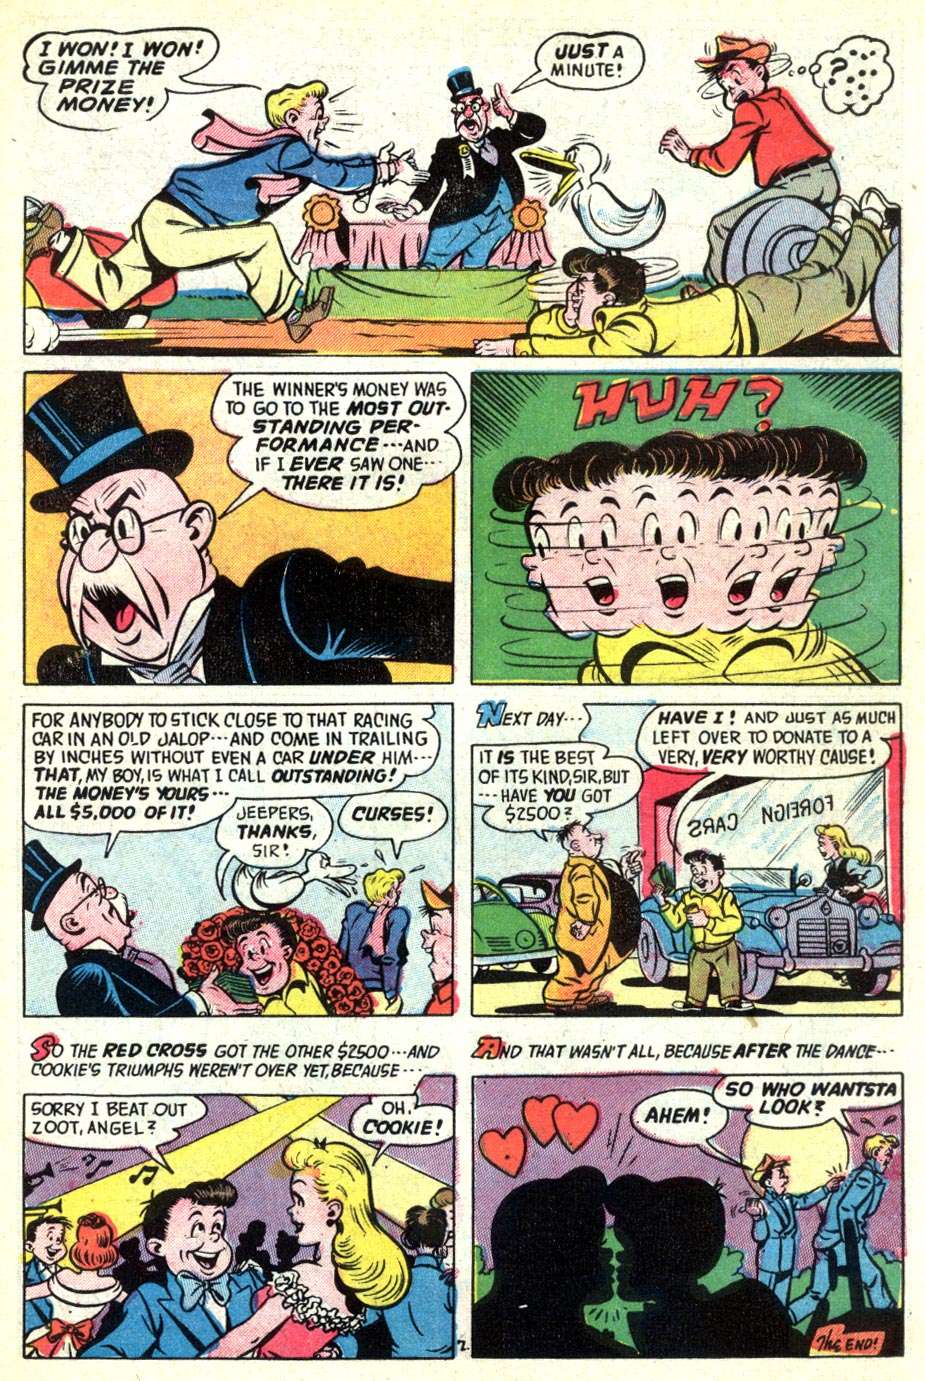 I WON! I WON!
GIMME THE
PRIZE
MONEY!
JUST A
MINUTE!
?
THE WINNER'S MONEY WAS
TO GO TO THE MOST OUT-
STANDING PER-
FORMANCE---AND
IF I EVER SAW ONE---
THERE IT IS!
HUH?
FOR ANYBODY TO STICK CLOSE TO THAT RACING
CAR IN AN OLD JALOP---AND COME IN TRAILING
BY INCHES WITHOUT EVEN A CAR UNDER HIM---
THAT, MY BOY, IS WHAT I CALL OUTSTANDING!
THE MONEY'S YOURS---
ALL $5,000 OF IT!
JEEPERS,
THANKS,
SIR!
CURSES!
NEXT DAY---
IT IS THE BEST
OF ITS KIND, SIR, BUT
---HAVE YOU GOT
$2500?
HAVE I! AND JUST AS MUCH
LEFT OVER TO DONATE TO A
VERY, VERY WORTHY CAUSE!
FOREIGN
CARS
SO THE RED CROSS GOT THE OTHER $2500---AND
COOKIE'S TRIUMPHS WEREN'T OVER YET, BECAUSE---
SORRY I BEAT OUT
ZOOT, ANGEL?
OH,
COOKIE!
AND THAT WASN'T ALL, BECAUSE AFTER THE DANCE---
AHEM!
SO WHO WANTSTA
LOOK?
The END!